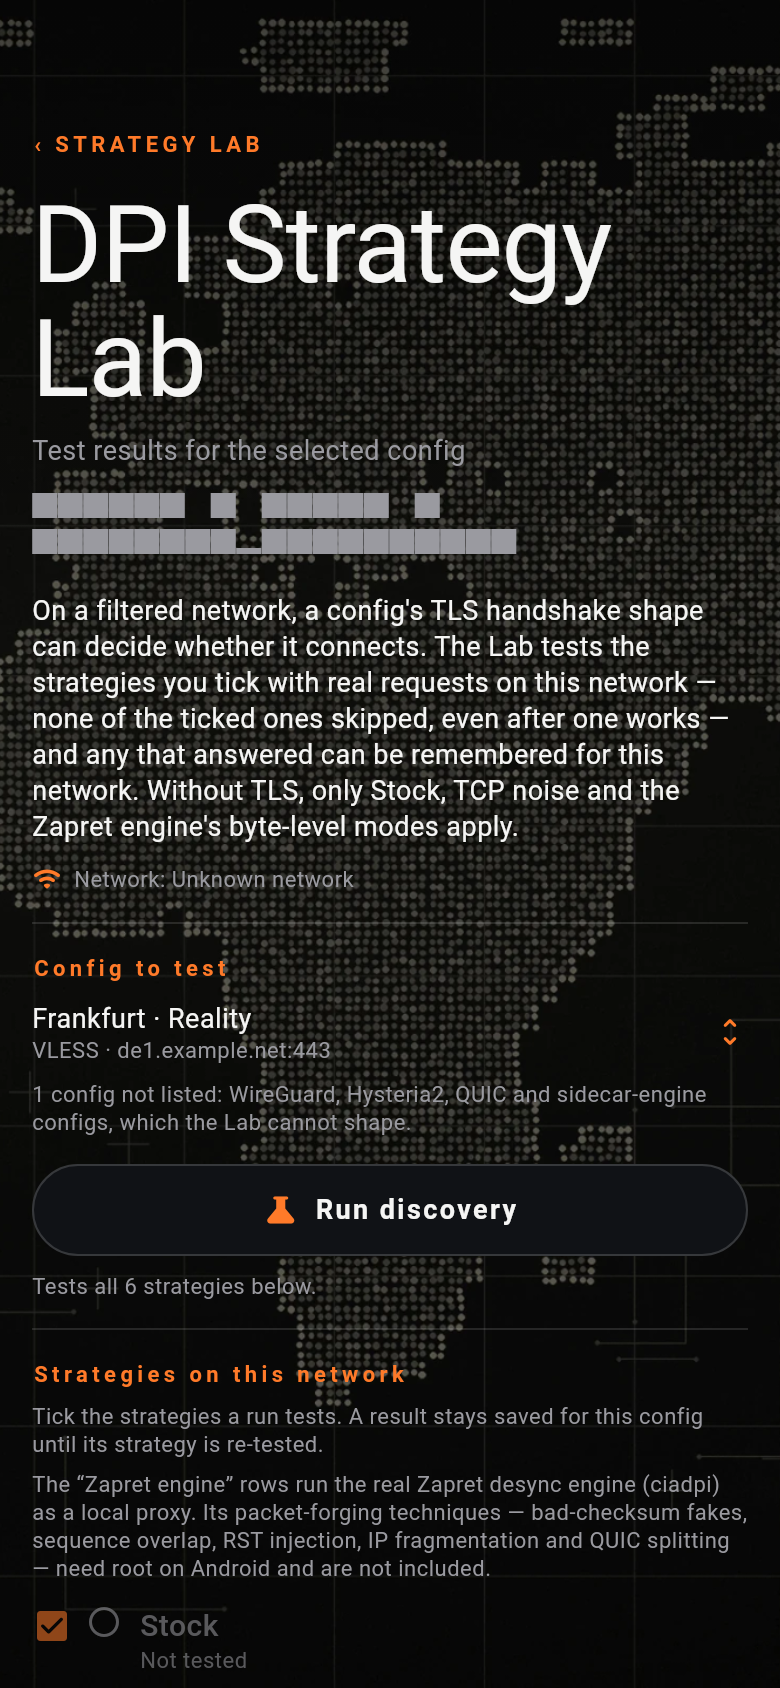 ‹ STRATEGY LAB
DPI Strategy
Lab
Test results for the selected config
On a filtered network, a config's TLS handshake shape
can decide whether it connects. The Lab tests the
strategies you tick with real requests on this network —
none of the ticked ones skipped, even after one works —
and any that answered can be remembered for this
network. Without TLS, only Stock, TCP noise and the
Zapret engine's byte-level modes apply.
Network: Unknown network
Config to test
Frankfurt · Reality
VLESS · de1.example.net:443
1 config not listed: WireGuard, Hysteria2, QUIC and sidecar-engine
configs, which the Lab cannot shape.
Run discovery
Tests all 6 strategies below.
Strategies on this network
Tick the strategies a run tests. A result stays saved for this config
until its strategy is re-tested.
The “Zapret engine” rows run the real Zapret desync engine (ciadpi)
as a local proxy. Its packet-forging techniques — bad-checksum fakes,
sequence overlap, RST injection, IP fragmentation and QUIC splitting
— need root on Android and are not included.
Stock
Not tested